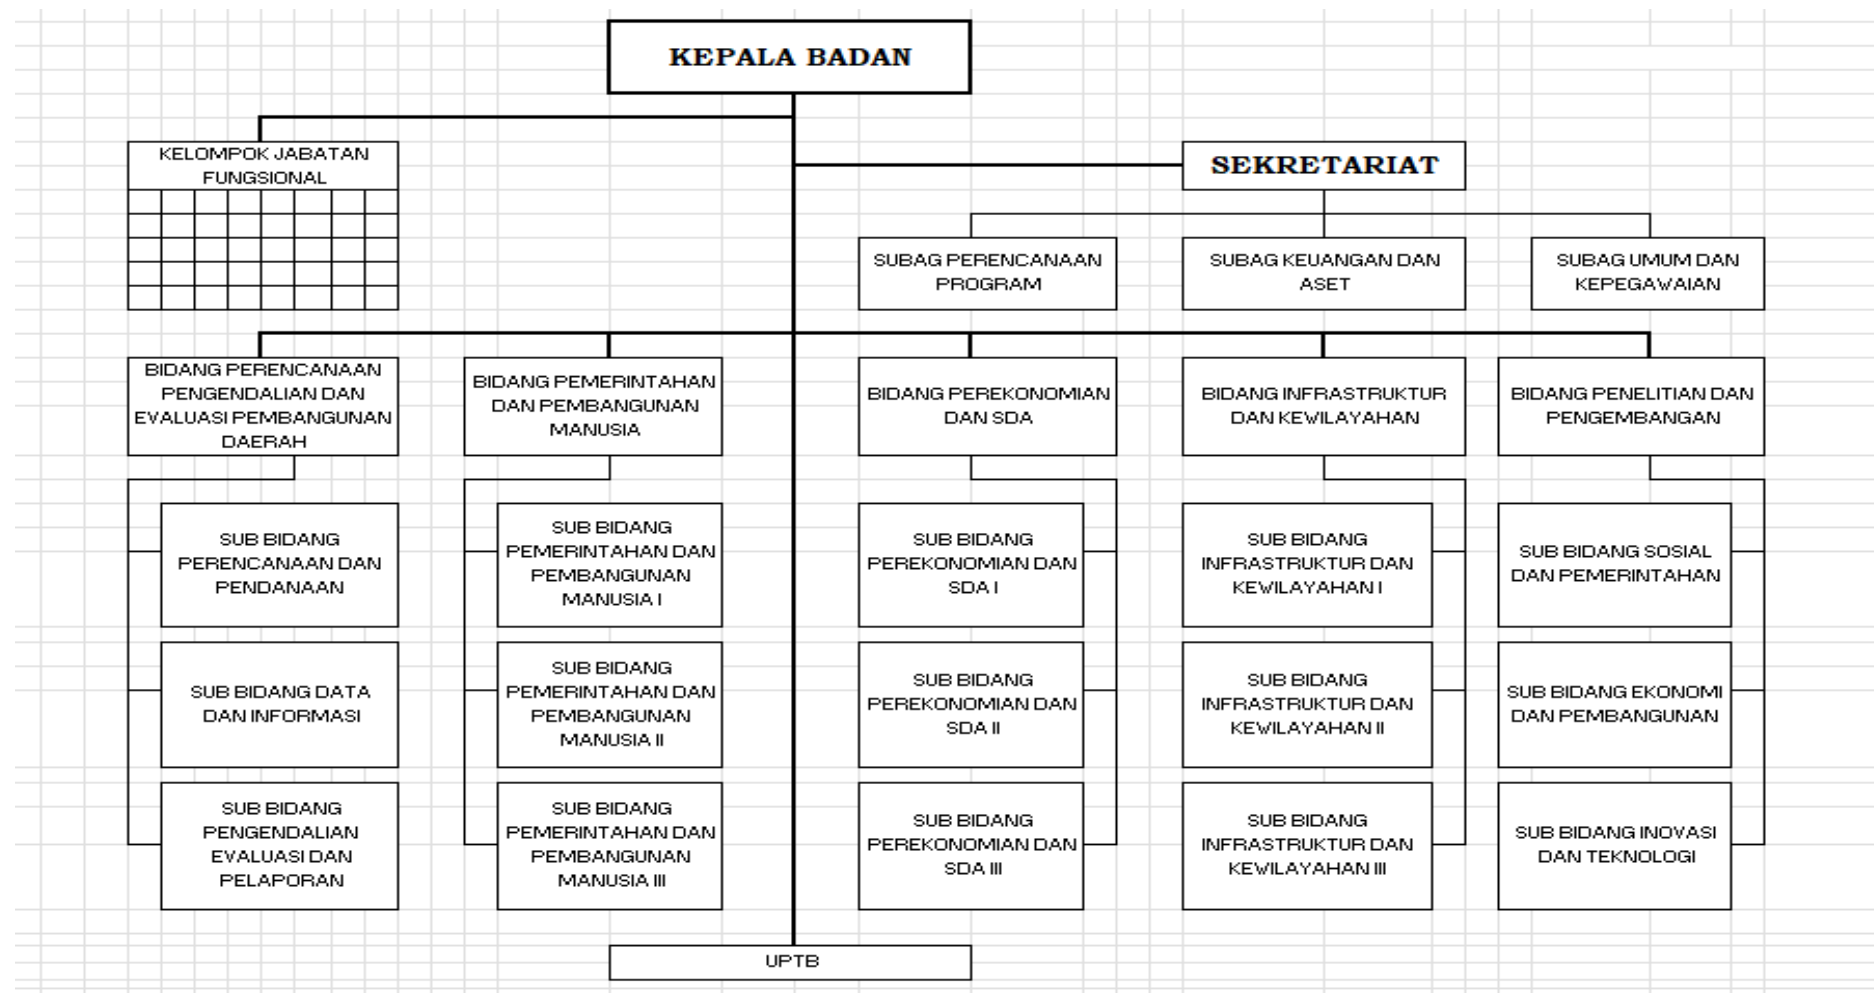 KEPALA BADAN
KELOMPOK JABATAN
FUNGSIONAL
SEKRETARIAT
SUBAG PERENCANAAN
PROGRAM
SUBAG KEUANGAN DAN
ASET
SUBAG UMUM DAN
KEPEGAWAIAN
BIDANG PERENCANAAN
PENGENDALIAN DAN
EVALUASI PEMBANGUNAN
DAERAH
BIDANG PEMERINTAHAN
DAN PEMBANGUNAN
MANUSIA
BIDANG PEREKONOMIAN
DAN SDA
BIDANG INFRASTRUKTUR
DAN KEWILAYAHAN
BIDANG PENELITIAN DAN
PENGEMBANGAN
SUB BIDANG
PERENCANAAN DAN
PENDANAAN
SUB BIDANG
PEMERINTAHAN DAN
PEMBANGUNAN
MANUSIA I
SUB BIDANG
PEREKONOMIAN DAN
SDA I
SUB BIDANG
INFRASTRUKTUR DAN
KEWILAYAHAN I
SUB BIDANG SOSIAL
DAN PEMERINTAHAN
SUB BIDANG DATA
DAN INFORMASI
SUB BIDANG
PEMERINTAHAN DAN
PEMBANGUNAN
MANUSIA II
SUB BIDANG
PEREKONOMIAN DAN
SDA II
SUB BIDANG
INFRASTRUKTUR DAN
KEWILAYAHAN II
SUB BIDANG EKONOMI
DAN PEMBANGUNAN
SUB BIDANG
PENGENDALIAN
EVALUASI DAN
PELAPORAN
SUB BIDANG
PEMERINTAHAN DAN
PEMBANGUNAN
MANUSIA III
SUB BIDANG
PEREKONOMIAN DAN
SDA III
SUB BIDANG
INFRASTRUKTUR DAN
KEWILAYAHAN III
SUB BIDANG INOVASI
DAN TEKNOLOGI
UPTB